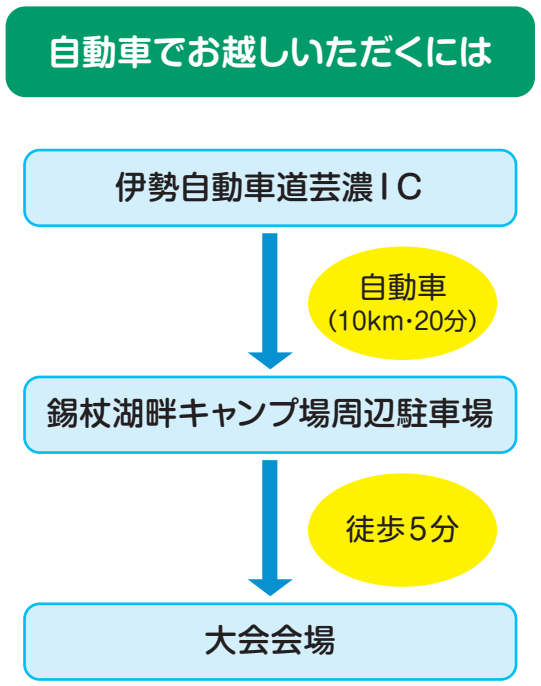 自動車でお越しいただくには
伊勢自動車道芸濃IC
自動車
(10km･20分)
錫杖湖畔キャンプ場周辺駐車場
徒歩5分
大会会場